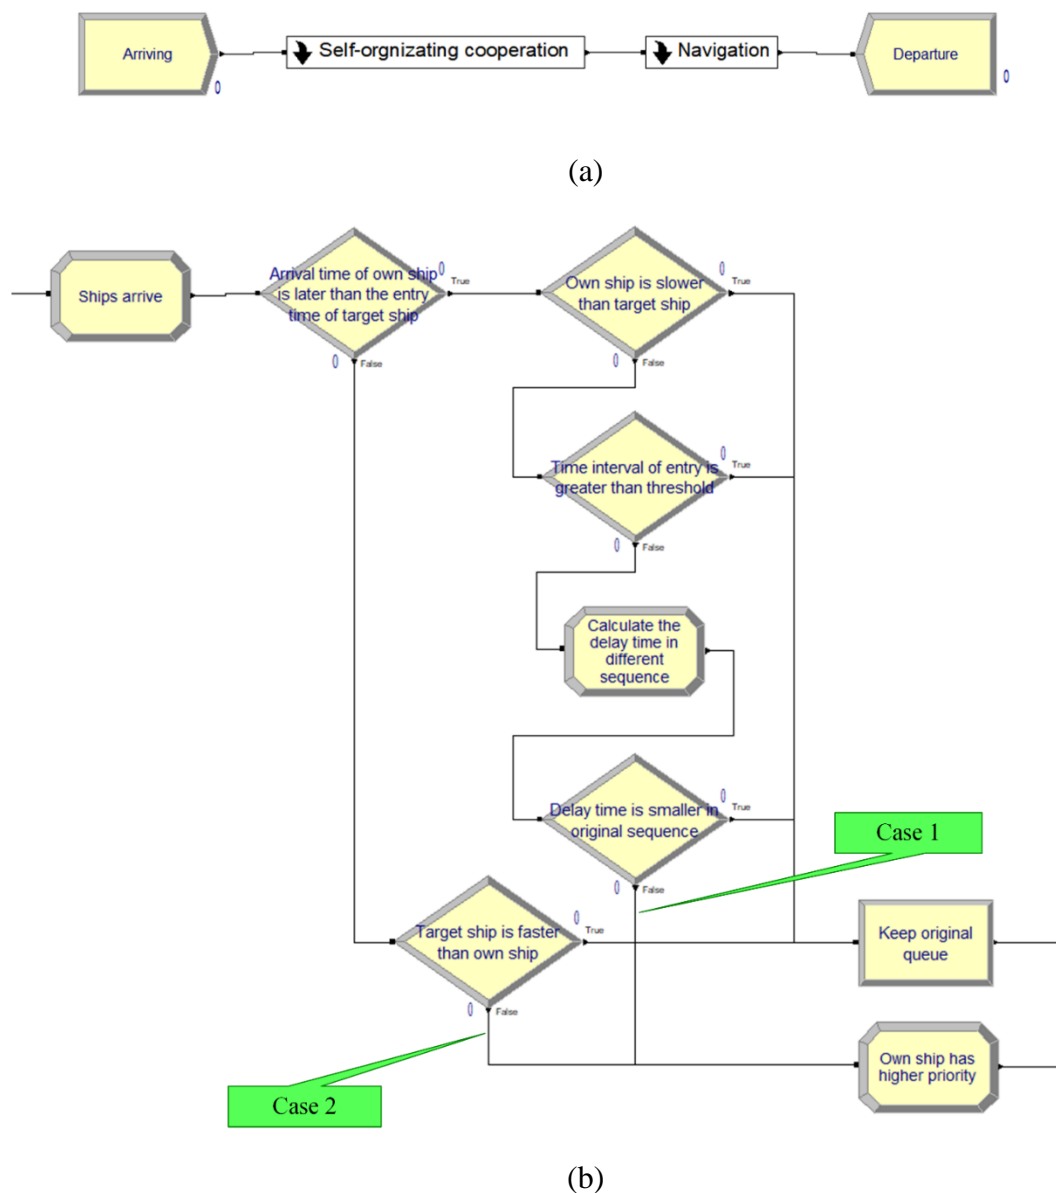 Arriving
Self-orgnizating cooperation
Navigation
Departure
0
0
(a)
Ships arrive
Arrival time of own ship
is later than the entry
time of target ship
0
True
0
False
Own ship is slower
than target ship
0
True
0
False
Time interval of entry is
greater than threshold
0
True
0
False
Calculate the
delay time in
different
sequence
Delay time is smaller in
original sequence
0
True
0
False
Case 1
Target ship is faster
than own ship
0
True
0
False
Keep original
queue
Case 2
Own ship has
higher priority
(b)